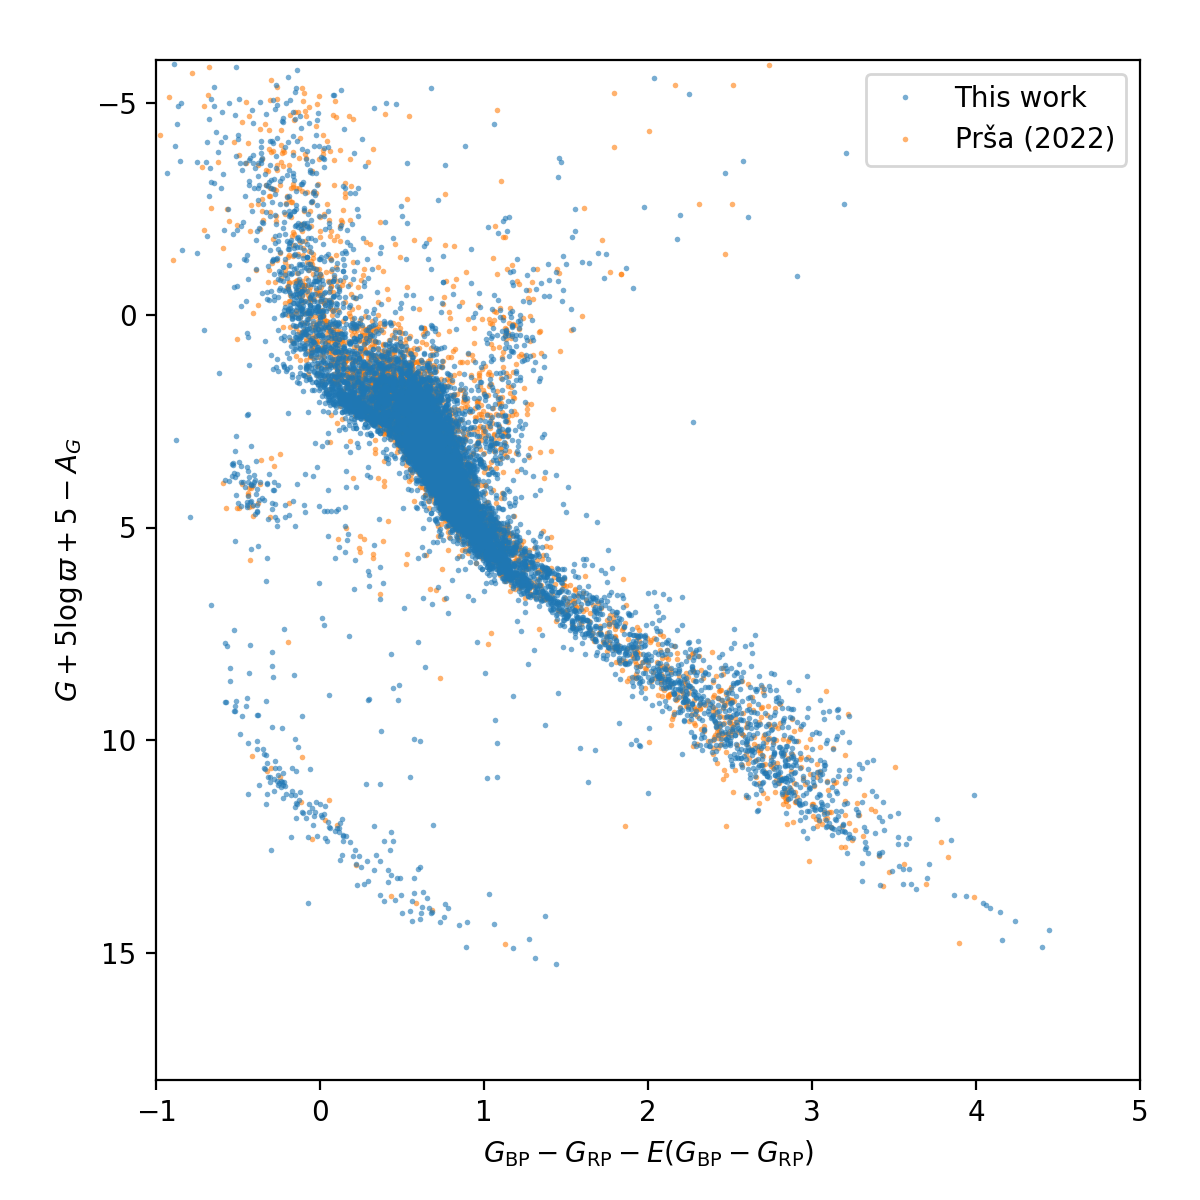 This work
Prša (2022)
−5
0
5
10
15
G + 5 log ϖ + 5 − A_G
−1 0 1 2 3 4 5
G_BP − G_RP − E(G_BP − G_RP)